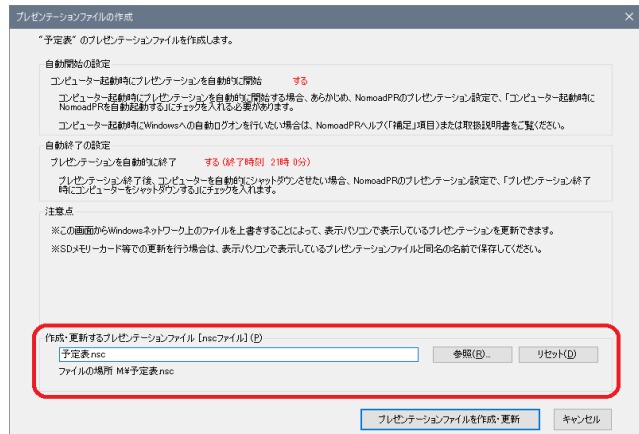 プレゼンテーションファイルの作成
"予定表" のプレゼンテーションファイルを作成します。
自動開始の設定
コンピューター起動時にプレゼンテーションを自動的に開始 する
コンピューター起動時にプレゼンテーションを自動的に開始する場合、あらかじめ、NomoadPRのプレゼンテーション設定で、「コンピューター起動時に
NomoadPRを自動起動する」にチェックを入れる必要があります。
コンピューター起動時にWindowsへの自動ログオンを行いたい場合は、NomoadPRヘルプ(「補足」項目)または取扱説明書をご覧ください。
自動終了の設定
プレゼンテーションを自動的に終了 する (終了時刻 21時 0分)
プレゼンテーション終了後、コンピューターを自動的にシャットダウンさせたい場合、NomoadPRのプレゼンテーション設定で、「プレゼンテーション終了
時にコンピューターをシャットダウンする」にチェックを入れます。
注意点
※この画面からWindowsネットワーク上のファイルを上書きすることによって、表示パソコンで表示しているプレゼンテーションを更新できます。
※SDメモリーカード等での更新を行う場合は、表示パソコンで表示しているプレゼンテーションファイルと同名の名前で保存してください。
作成・更新するプレゼンテーションファイル [nscファイル] (P)
予定表.nsc
参照(R)...
リセット(D)
ファイルの場所 M¥予定表.nsc
プレゼンテーションファイルを作成・更新
キャンセル